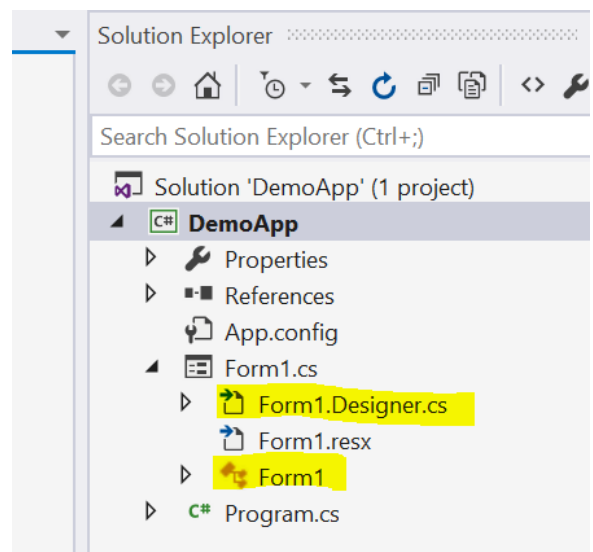 Solution Explorer
Search Solution Explorer (Ctrl+;)
Solution 'DemoApp' (1 project)
C# DemoApp
Properties
References
App.config
Form1.cs
Form1.Designer.cs
Form1.resx
Form1
C# Program.cs